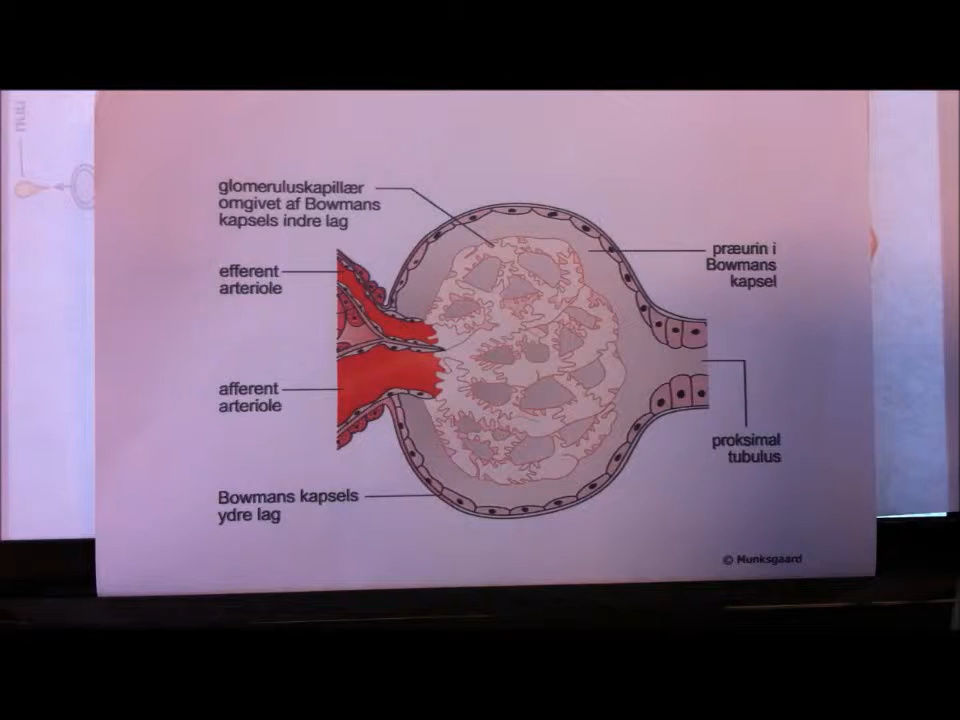 glomeruluskapillær
omgivet af Bowmans
kapsels indre lag
efferent
arteriole
afferent
arteriole
Bowmans kapsels
ydre lag
præurin i
Bowmans
kapsel
proksimal
tubulus
© Munksgaard